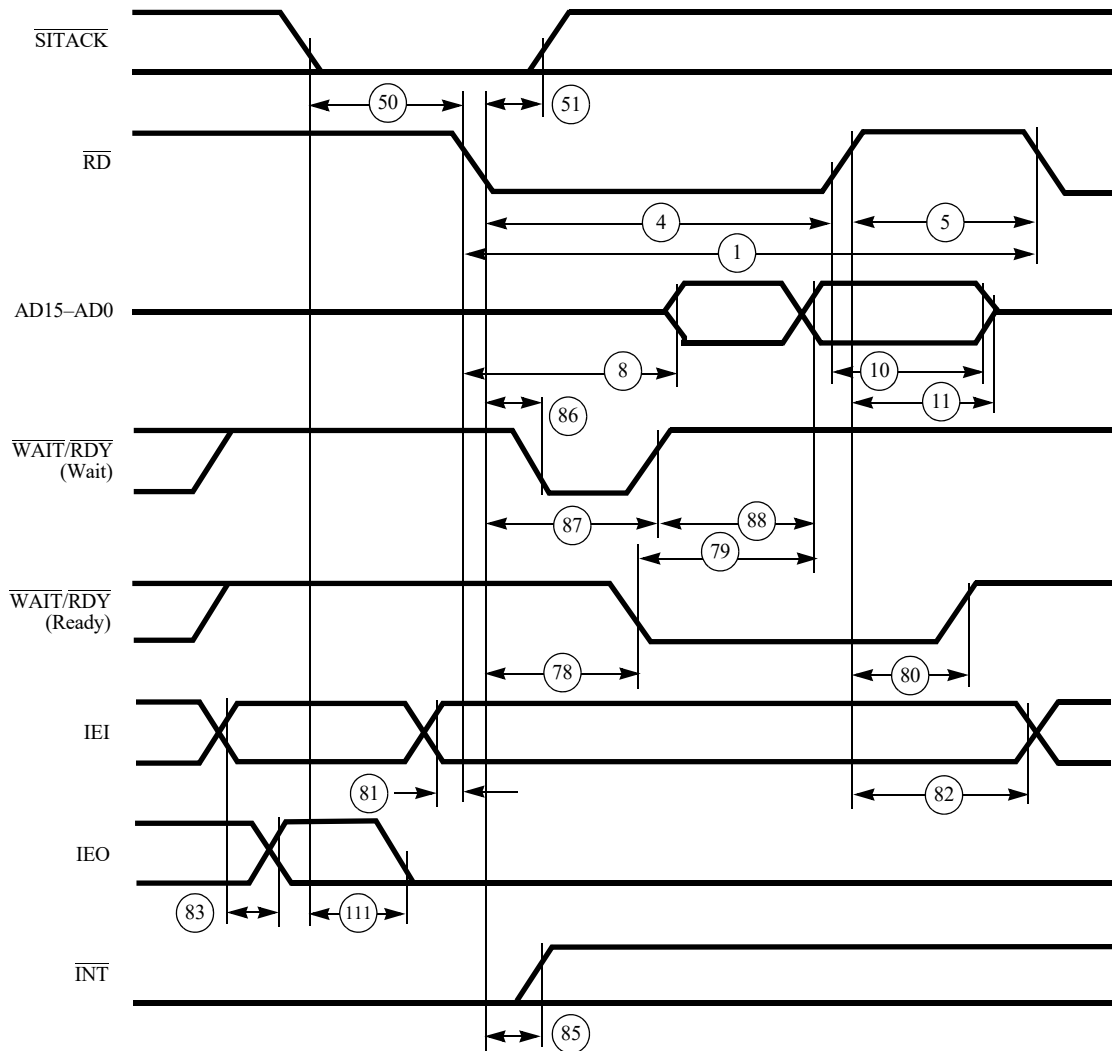 SITACK
50
51
RD
4
5
1
AD15–AD0
8
10
11
86
WAIT/RDY
(Wait)
87
88
79
WAIT/RDY
(Ready)
78
80
IEI
81
82
IEO
83
111
INT
85